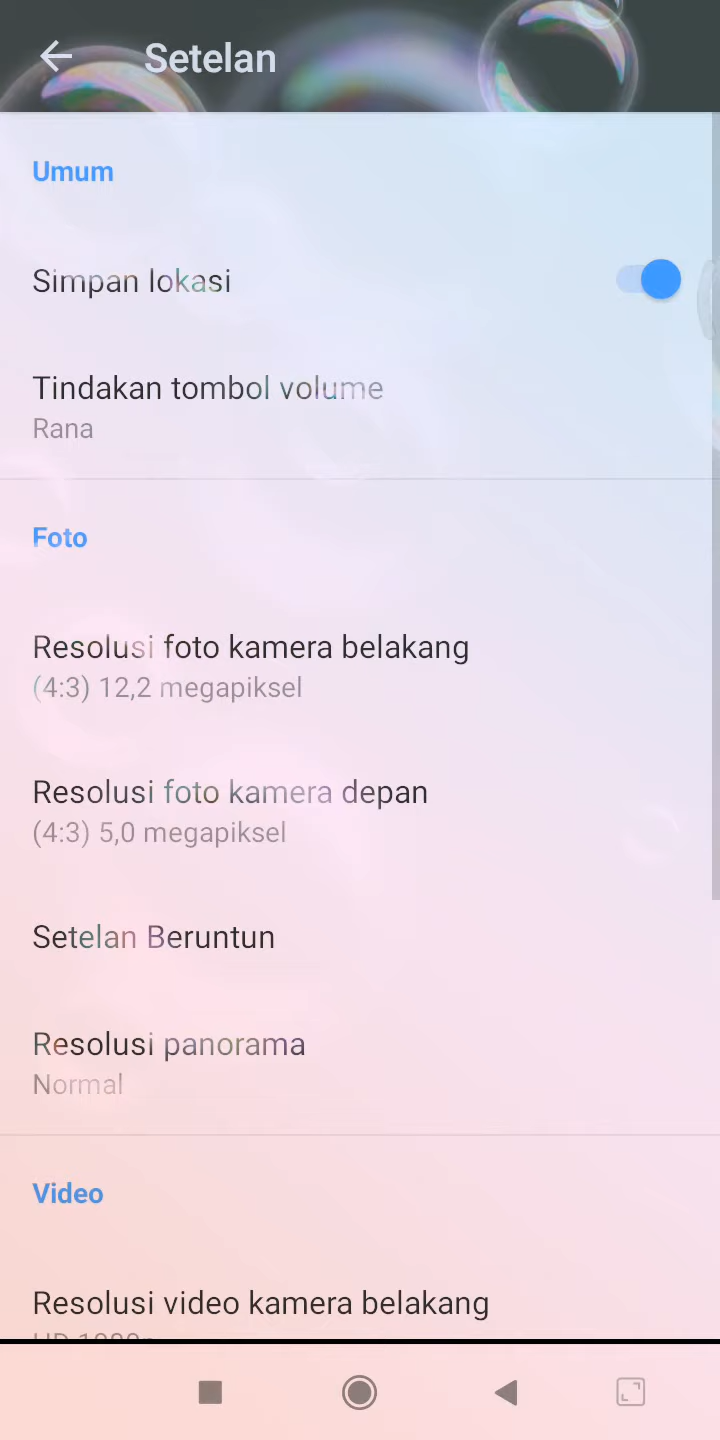 Setelan
Umum
Simpan lokasi
Tindakan tombol volume
Rana
Foto
Resolusi foto kamera belakang
(4:3) 12,2 megapiksel
Resolusi foto kamera depan
(4:3) 5,0 megapiksel
Setelan Beruntun
Resolusi panorama
Normal
Video
Resolusi video kamera belakang